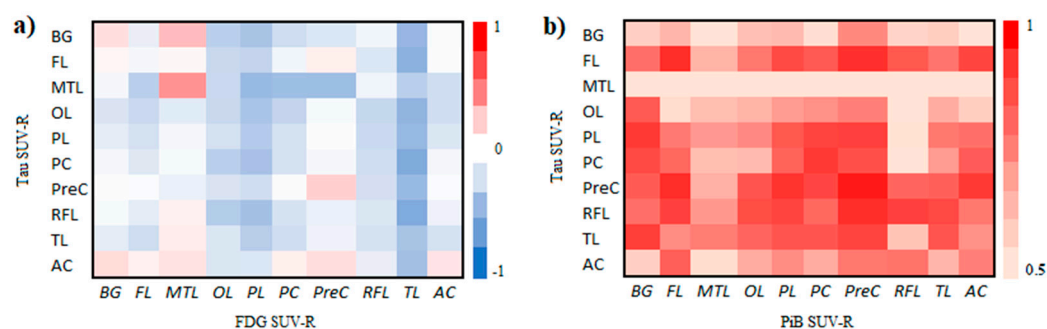 a)
Tau SUV-R
BG
FL
MTL
OL
PL
PC
PreC
RFL
TL
AC
BG FL MTL OL PL PC PreC RFL TL AC
FDG SUV-R
1
0
-1
b)
Tau SUV-R
BG
FL
MTL
OL
PL
PC
PreC
RFL
TL
AC
BG FL MTL OL PL PC PreC RFL TL AC
PiB SUV-R
1
0.5